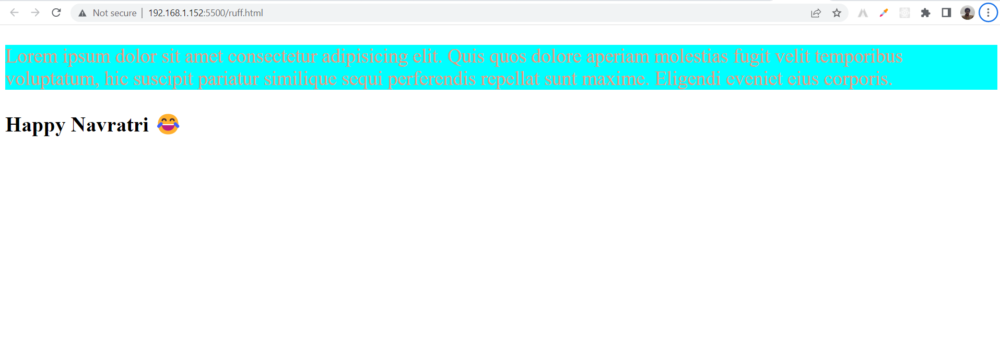 Not secure | 192.168.1.152:5500/ruff.html
Lorem ipsum dolor sit amet consectetur adipisicing elit. Quis quos dolore aperiam molestias fugit velit temporibus
voluptatum, hic suscipit pariatur similique sequi perferendis repellat sunt maxime. Eligendi eveniet eius corporis.
Happy Navratri 😂